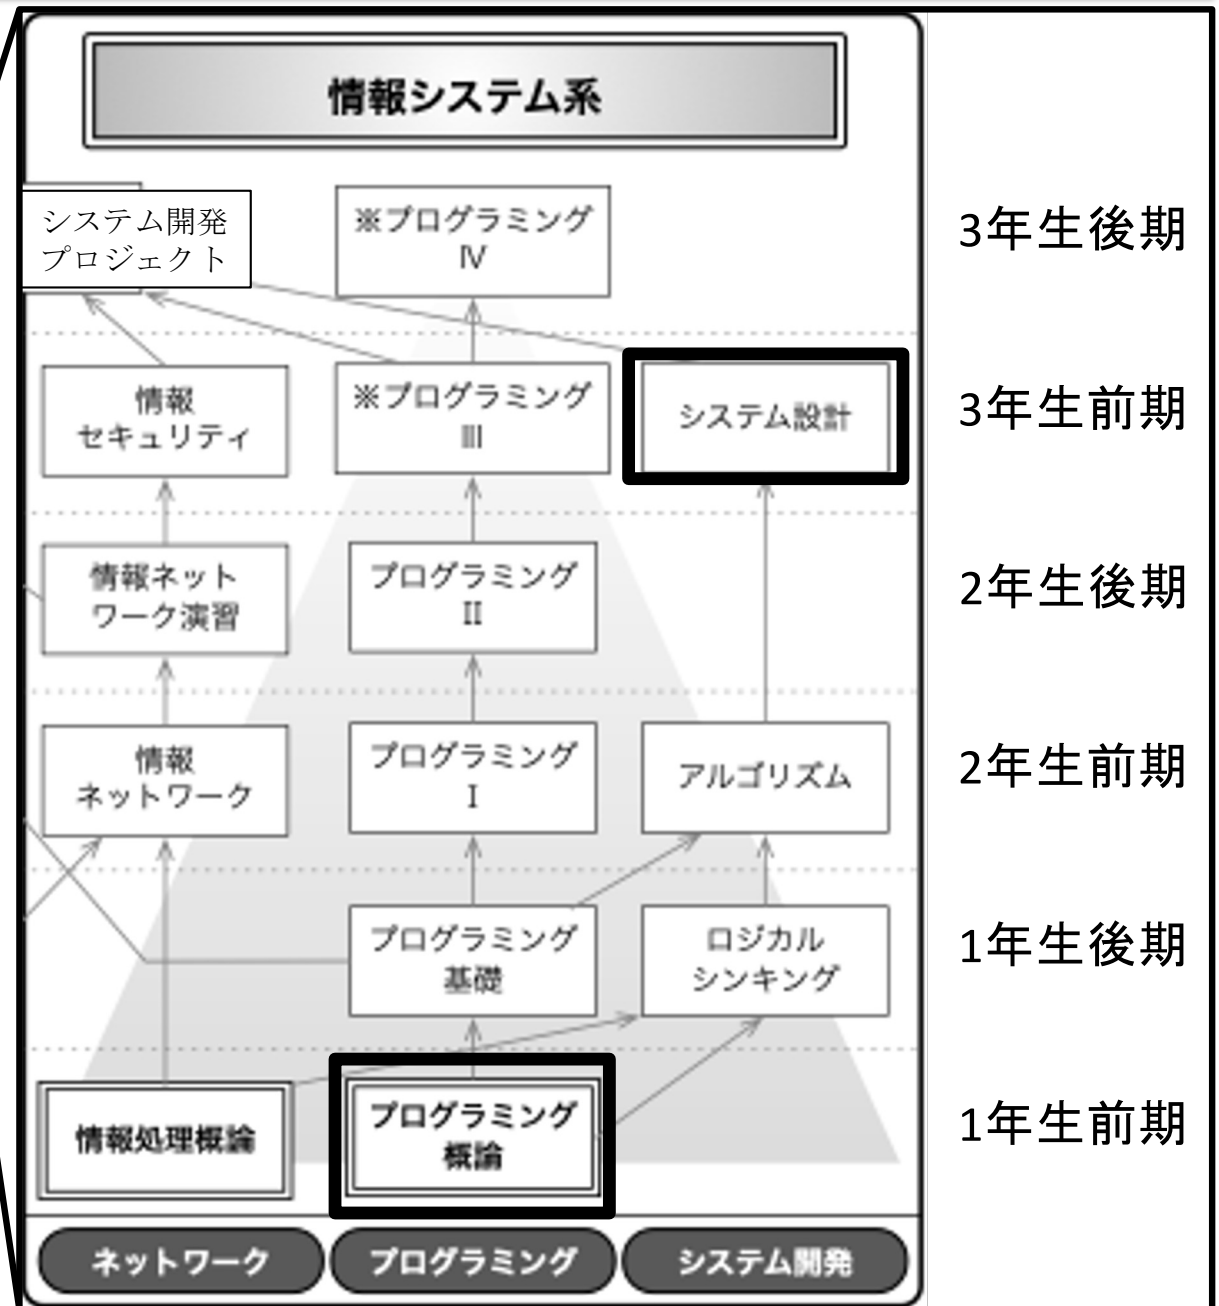 情報システム系
システム開発
プロジェクト
※プログラミング
IV
3年生後期
情報
セキュリティ
※プログラミング
III
システム設計
3年生前期
情報ネット
ワーク演習
プログラミング
II
2年生後期
情報
ネットワーク
プログラミング
I
アルゴリズム
2年生前期
プログラミング
基礎
ロジカル
シンキング
1年生後期
情報処理概論
プログラミング
概論
1年生前期
ネットワーク
プログラミング
システム開発